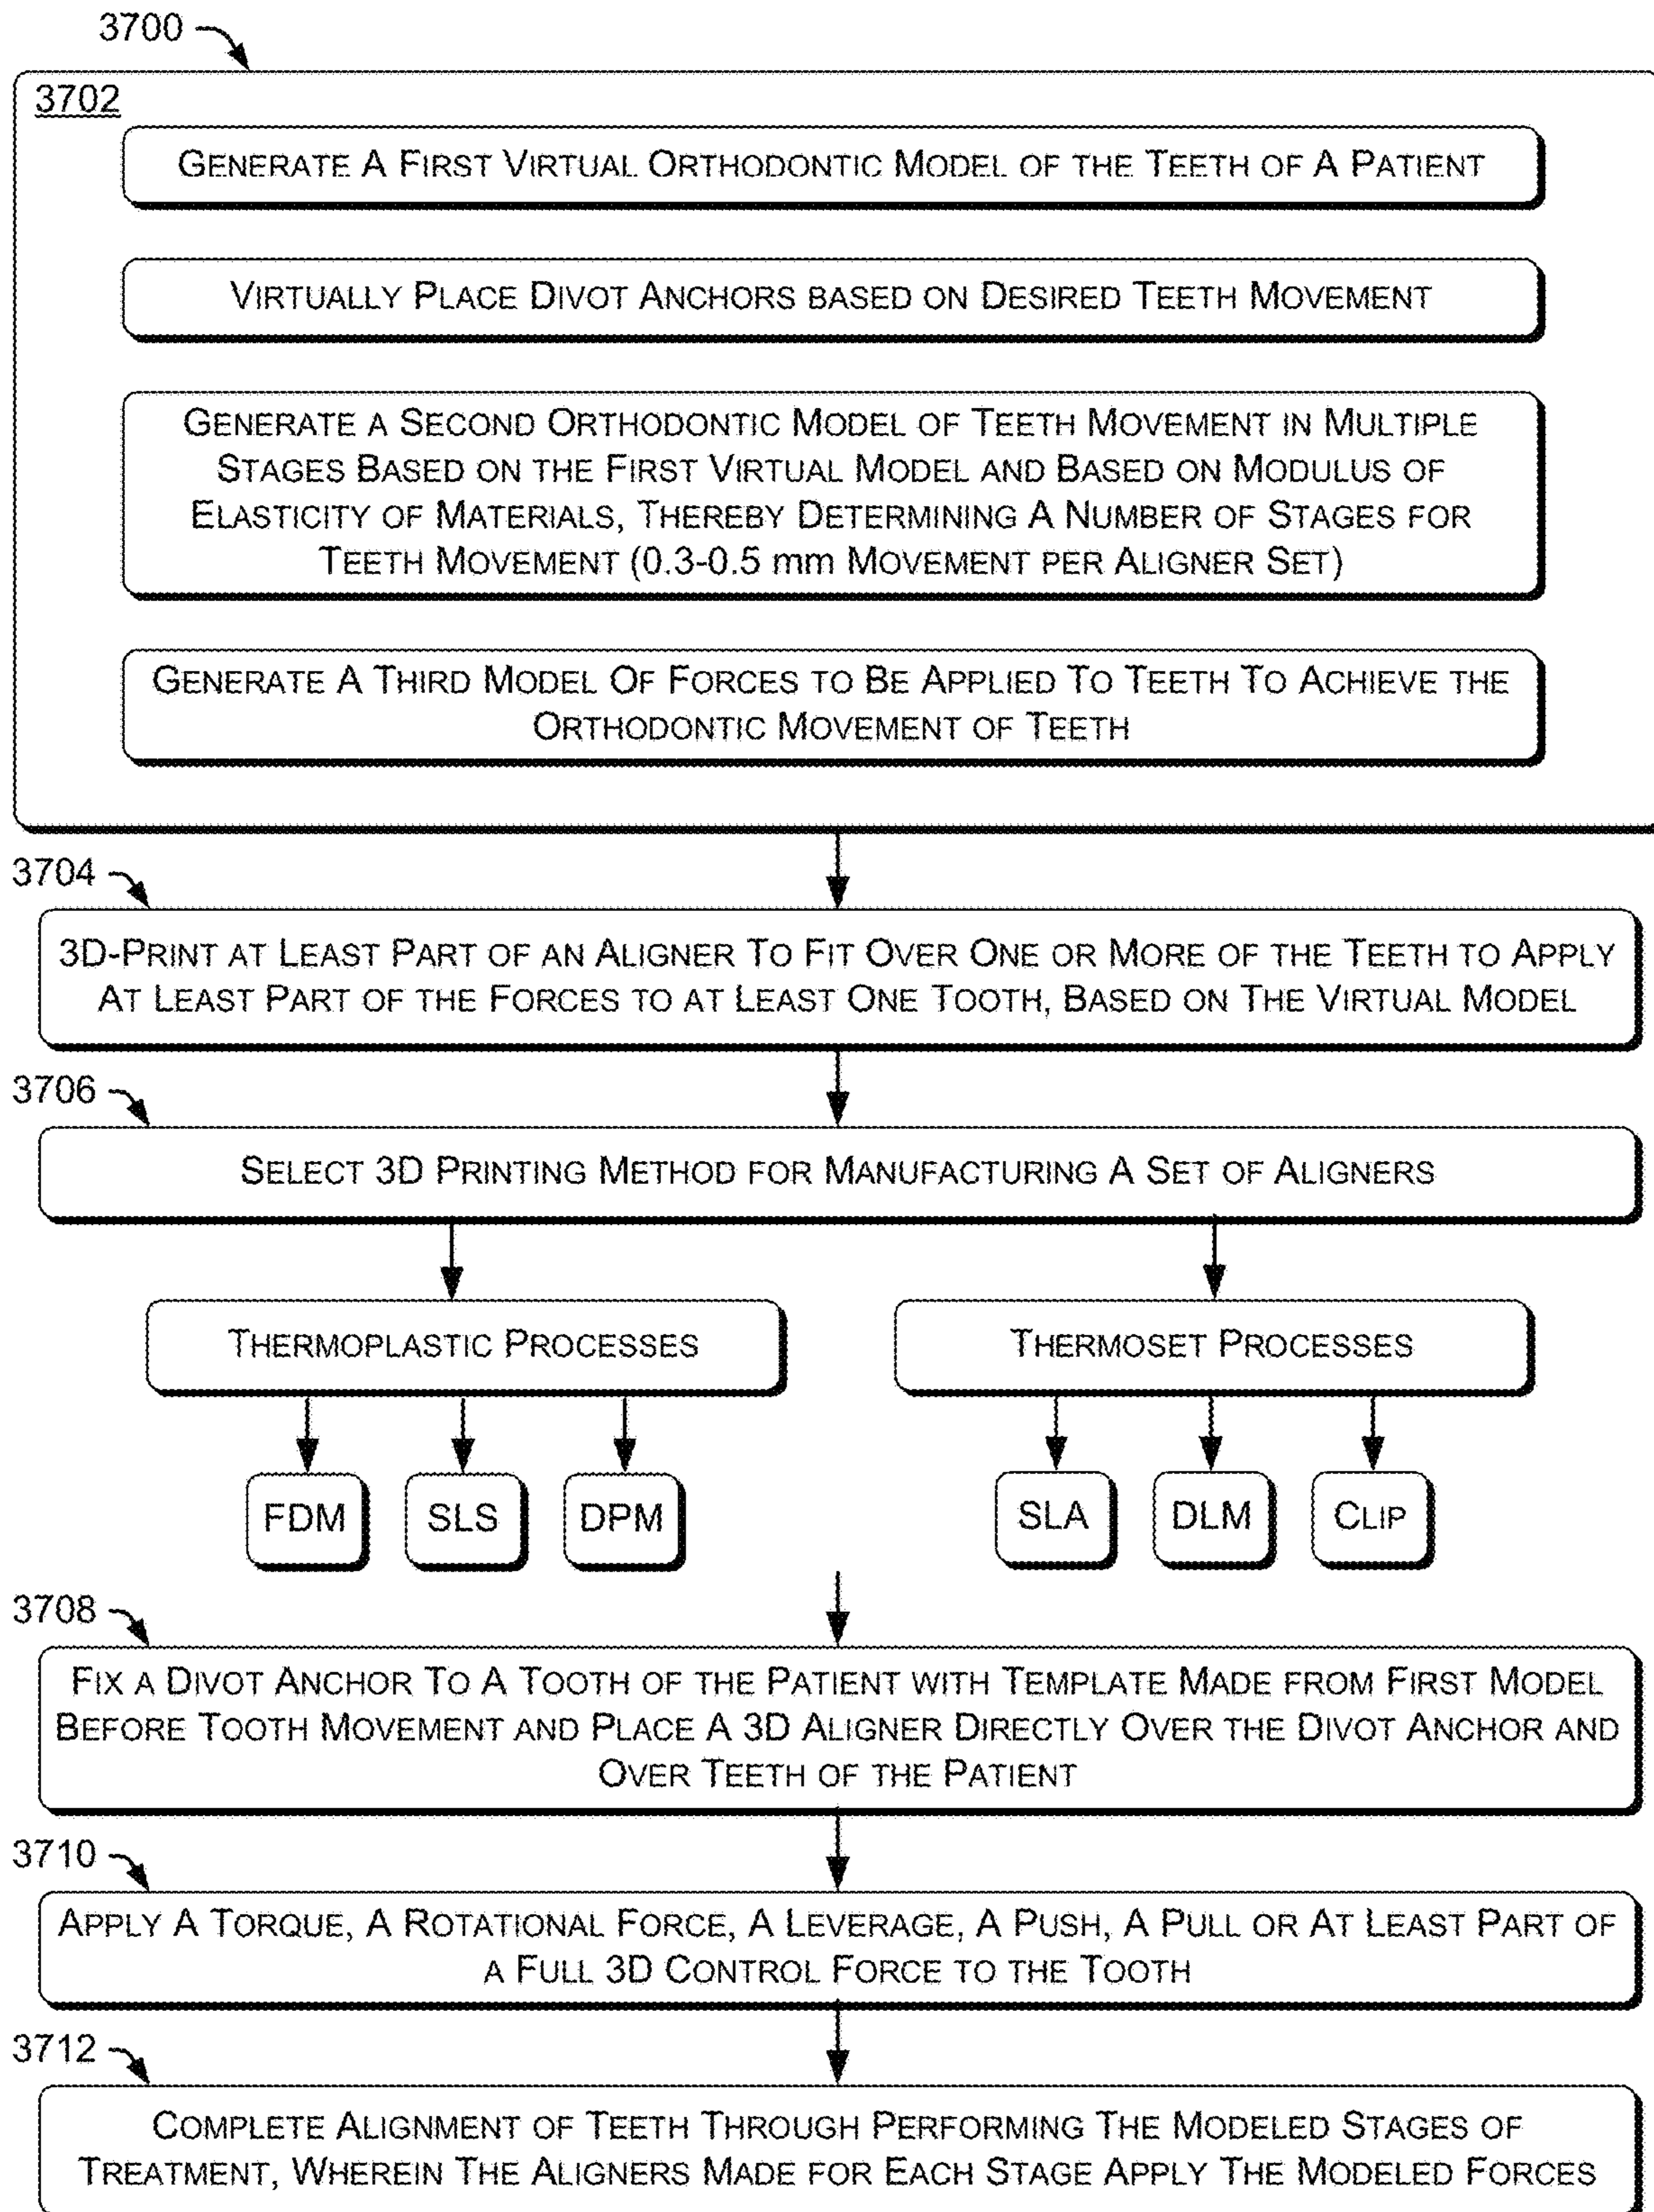 3700
3702
GENERATE A FIRST VIRTUAL ORTHODONTIC MODEL OF THE TEETH OF A PATIENT
VIRTUALLY PLACE DIVOT ANCHORS BASED ON DESIRED TEETH MOVEMENT
GENERATE A SECOND ORTHODONTIC MODEL OF TEETH MOVEMENT IN MULTIPLE
STAGES BASED ON THE FIRST VIRTUAL MODEL AND BASED ON MODULUS OF
ELASTICITY OF MATERIALS, THEREBY DETERMINING A NUMBER OF STAGES FOR
TEETH MOVEMENT (0.3-0.5 mm MOVEMENT PER ALIGNER SET)
GENERATE A THIRD MODEL OF FORCES TO BE APPLIED TO TEETH TO ACHIEVE THE
ORTHODONTIC MOVEMENT OF TEETH
3704
3D-PRINT AT LEAST PART OF AN ALIGNER TO FIT OVER ONE OR MORE OF THE TEETH TO APPLY
AT LEAST PART OF THE FORCES TO AT LEAST ONE TOOTH, BASED ON THE VIRTUAL MODEL
3706
SELECT 3D PRINTING METHOD FOR MANUFACTURING A SET OF ALIGNERS
THERMOPLASTIC PROCESSES
THERMOSET PROCESSES
FDM
SLS
DPM
SLA
DLM
CLIP
3708
FIX A DIVOT ANCHOR TO A TOOTH OF THE PATIENT WITH TEMPLATE MADE FROM FIRST MODEL
BEFORE TOOTH MOVEMENT AND PLACE A 3D ALIGNER DIRECTLY OVER THE DIVOT ANCHOR AND
OVER TEETH OF THE PATIENT
3710
APPLY A TORQUE, A ROTATIONAL FORCE, A LEVERAGE, A PUSH, A PULL OR AT LEAST PART OF
A FULL 3D CONTROL FORCE TO THE TOOTH
3712
COMPLETE ALIGNMENT OF TEETH THROUGH PERFORMING THE MODELED STAGES OF
TREATMENT, WHEREIN THE ALIGNERS MADE FOR EACH STAGE APPLY THE MODELED FORCES